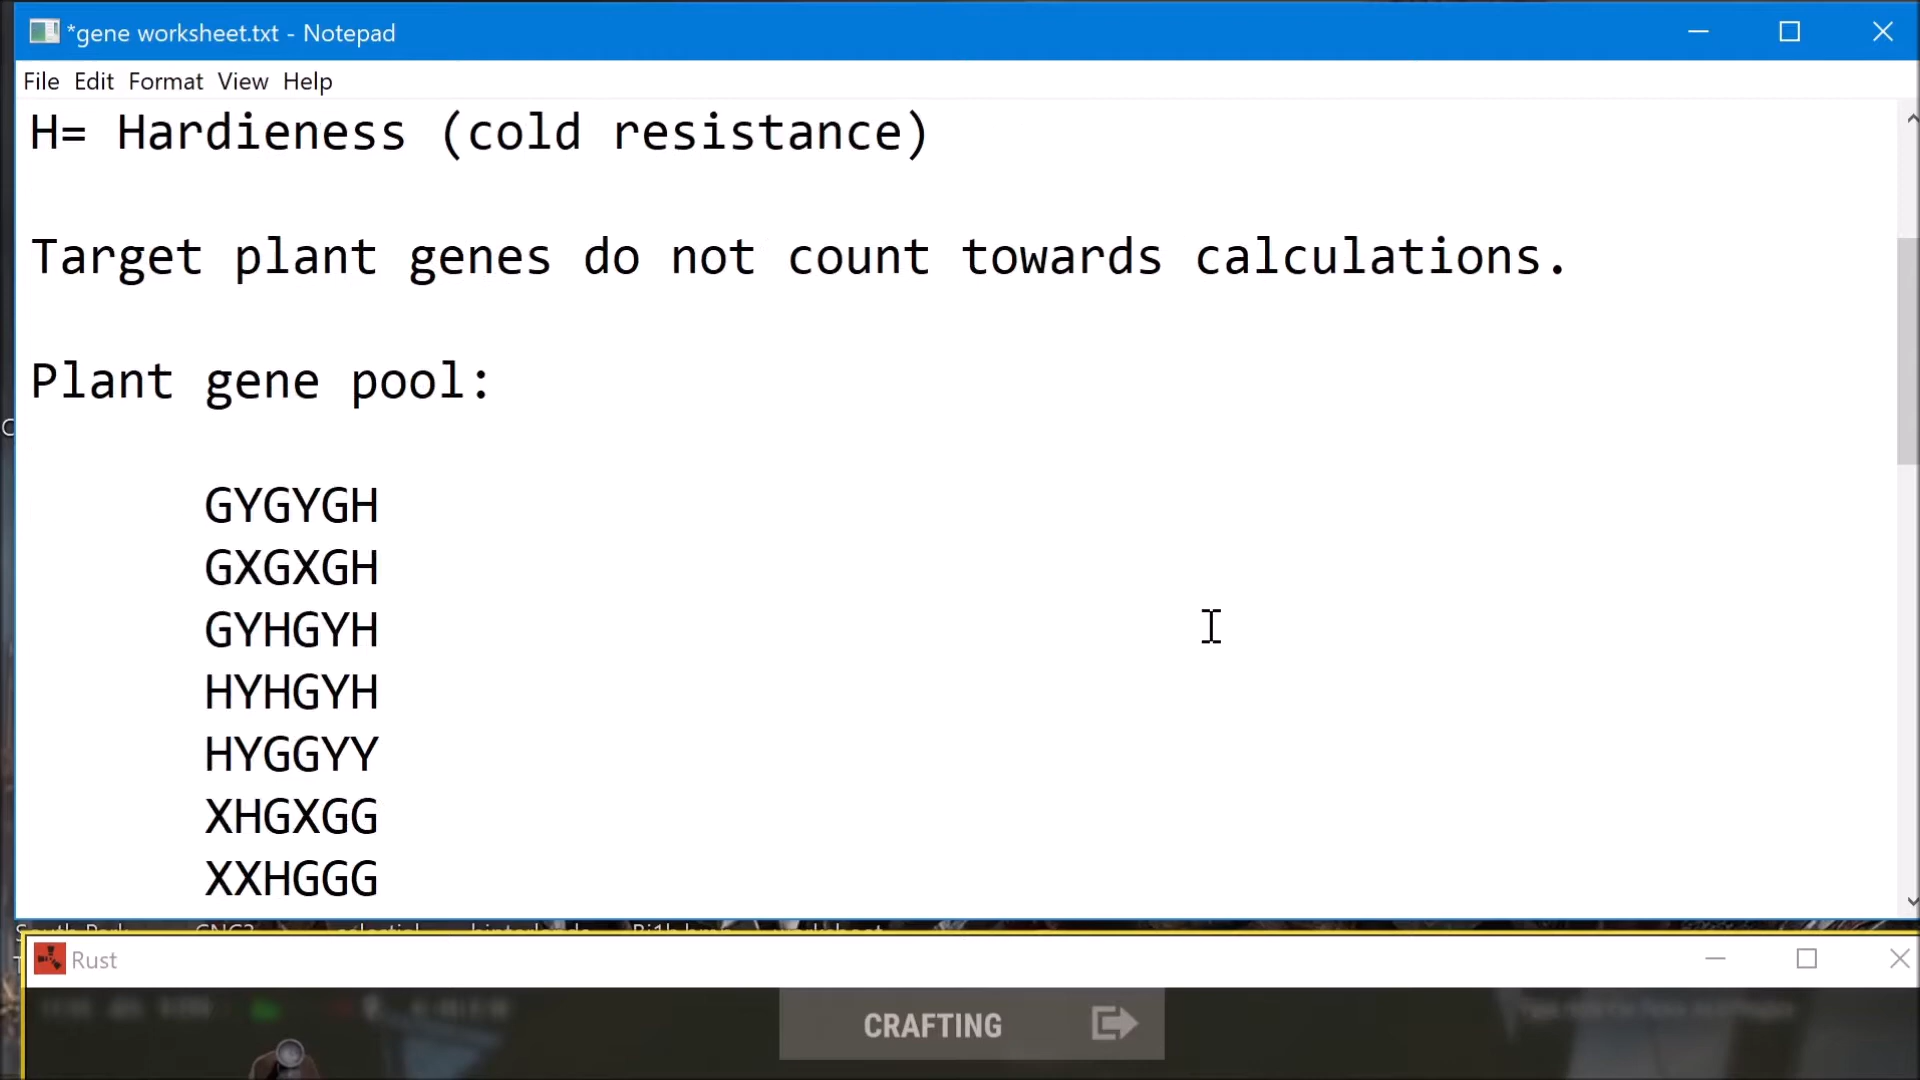 *gene worksheet.txt - Notepad
File Edit Format View Help
H= Hardieness (cold resistance)
Target plant genes do not count towards calculations.
Plant gene pool:
GYGYGH
GXGXGH
GYHGYH
HYHGYH
HYGGYY
XHGXGG
XXHGGG
Rust
CRAFTING